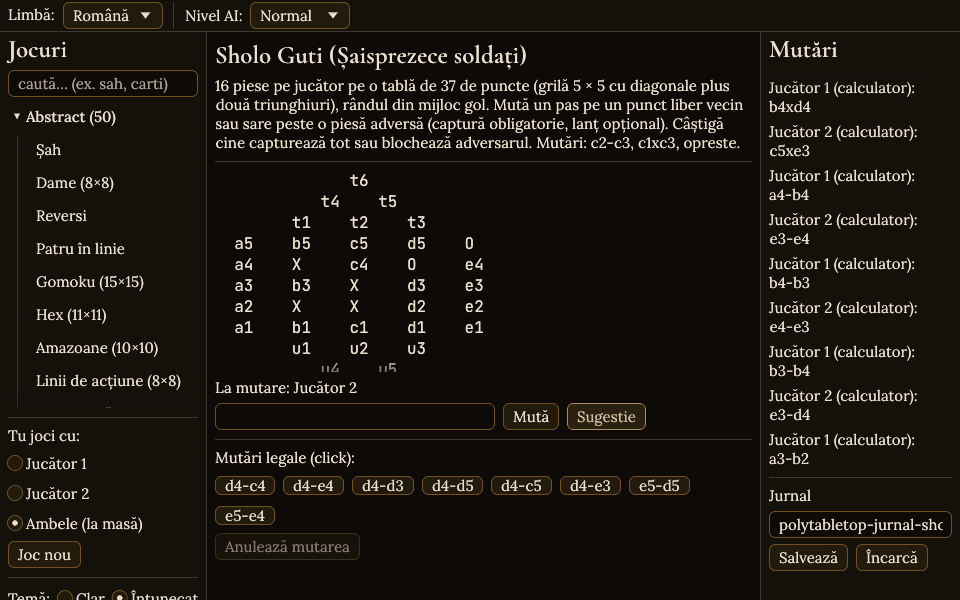 Limbă: Română ▼ Nivel AI: Normal ▼
Jocuri
caută... (ex. sah, carti)
▼ Abstract (50)
Șah
Dame (8×8)
Reversi
Patru în linie
Gomoku (15×15)
Hex (11×11)
Amazoane (10×10)
Linii de acțiune (8×8)
Tu joci cu:
Jucător 1
Jucător 2
Ambele (la masă)
Joc nou
Temă: Clar Întunecat
Sholo Guti (Șaisprezece soldați)
16 piese pe jucător pe o tablă de 37 de puncte (grilă 5 × 5 cu diagonale plus
două triunghiuri), rândul din mijloc gol. Mută un pas pe un punct liber vecin
sau sare peste o piesă adversă (captură obligatorie, lanț opțional). Câștigă
cine capturează tot sau blochează adversarul. Mutări: c2-c3, c1xc3, opreste.
t6
t4 t5
t1 t2 t3
a5 b5 c5 d5 O
a4 X c4 O e4
a3 b3 X d3 e3
a2 X X d2 e2
a1 b1 c1 d1 e1
u1 u2 u3
u4 u5
La mutare: Jucător 2
Mută Sugestie
Mutări legale (click):
d4-c4 d4-e4 d4-d3 d4-d5 d4-c5 d4-e3 e5-d5
e5-e4
Anulează mutarea
Mutări
Jucător 1 (calculator):
b4xd4
Jucător 2 (calculator):
c5xe3
Jucător 1 (calculator):
a4-b4
Jucător 2 (calculator):
e3-e4
Jucător 1 (calculator):
b4-b3
Jucător 2 (calculator):
e4-e3
Jucător 1 (calculator):
b3-b4
Jucător 2 (calculator):
e3-d4
Jucător 1 (calculator):
a3-b2
Jurnal
polytabletop-jurnal-sho
Salvează Încarcă